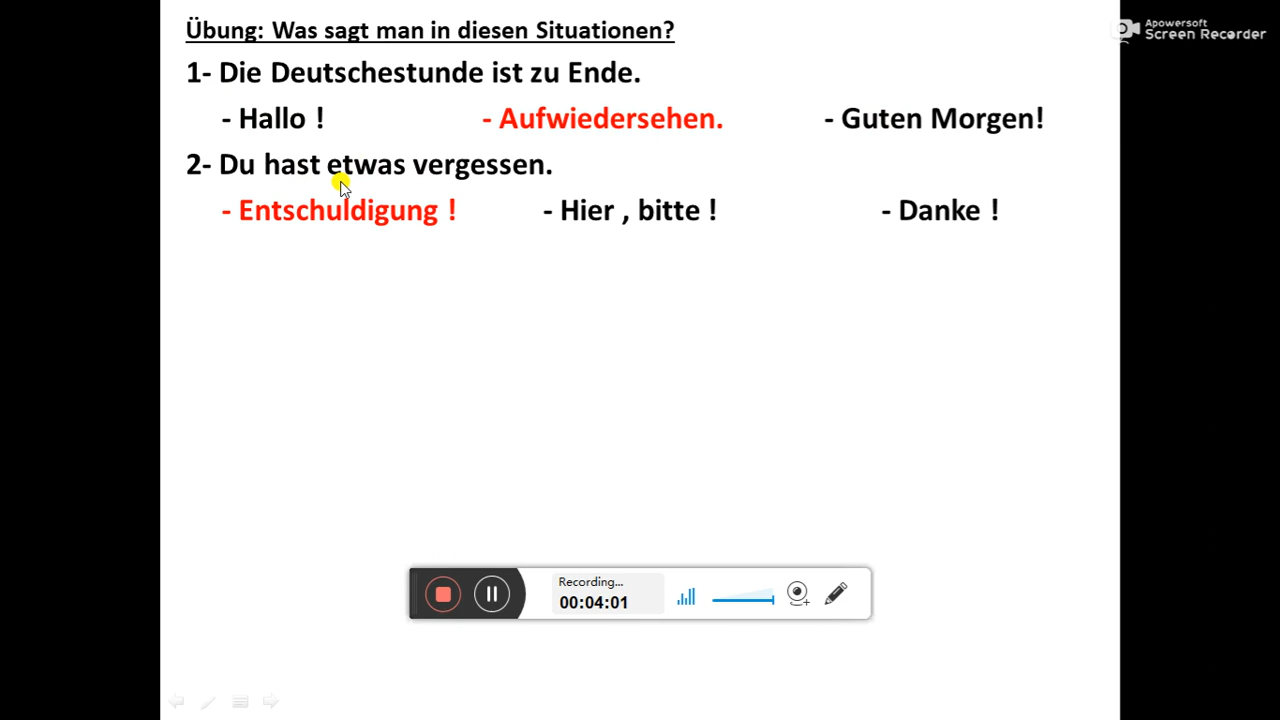 Übung: Was sagt man in diesen Situationen?
Apowersoft
Screen Recorder
1- Die Deutschestunde ist zu Ende.
- Hallo ! - Aufwiedersehen. - Guten Morgen!
2- Du hast etwas vergessen.
- Entschuldigung ! - Hier , bitte ! - Danke !
Recording...
00:04:01